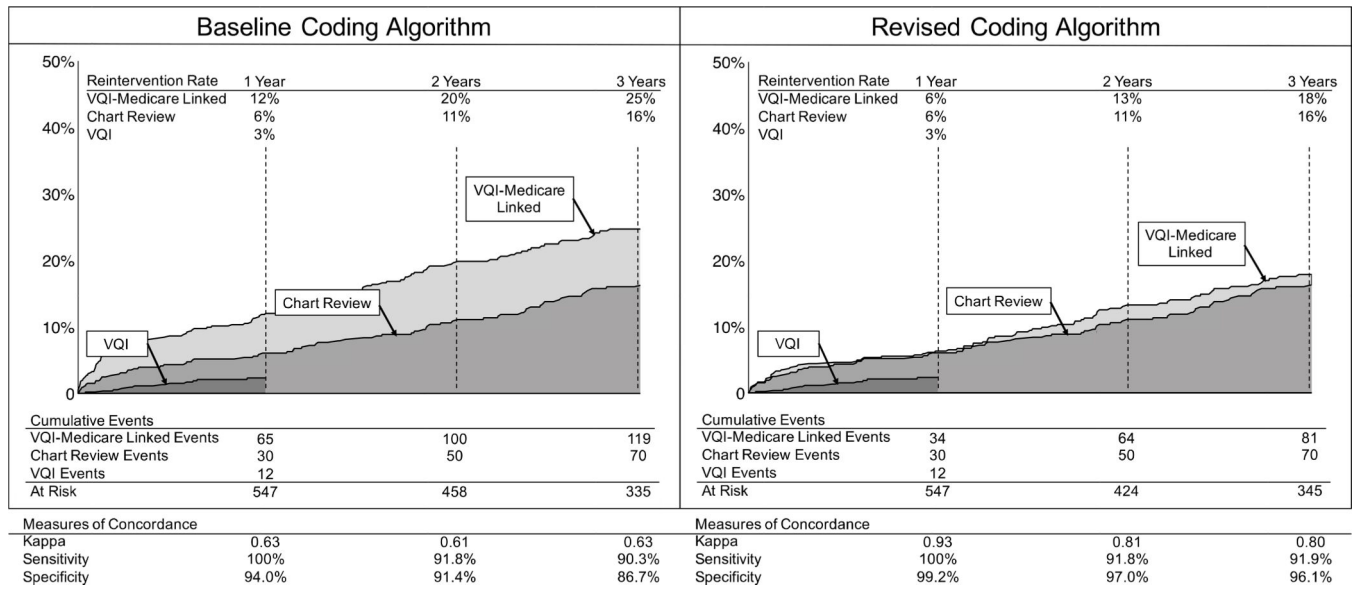 Baseline Coding Algorithm
50%
40%
30%
20%
10%
0
Reintervention Rate 1 Year 2 Years 3 Years
VQI-Medicare Linked 12% 20% 25%
Chart Review 6% 11% 16%
VQI 3%
VQI-Medicare
Linked
Chart Review
VQI
Cumulative Events
VQI-Medicare Linked Events 65 100 119
Chart Review Events 30 50 70
VQI Events 12
At Risk 547 458 335
Measures of Concordance
Kappa 0.63 0.61 0.63
Sensitivity 100% 91.8% 90.3%
Specificity 94.0% 91.4% 86.7%
Revised Coding Algorithm
50%
40%
30%
20%
10%
0
Reintervention Rate 1 Year 2 Years 3 Years
VQI-Medicare Linked 6% 13% 18%
Chart Review 6% 11% 16%
VQI 3%
VQI-Medicare
Linked
Chart Review
VQI
Cumulative Events
VQI-Medicare Linked Events 34 64 81
Chart Review Events 30 50 70
VQI Events 12
At Risk 547 424 345
Measures of Concordance
Kappa 0.93 0.81 0.80
Sensitivity 100% 91.8% 91.9%
Specificity 99.2% 97.0% 96.1%